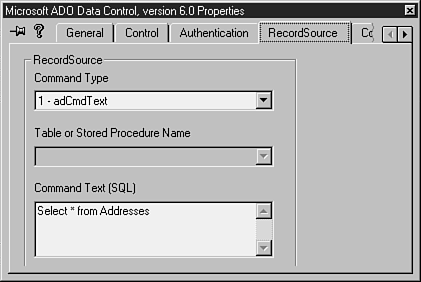 Microsoft ADO Data Control, version 6.0 Properties
General Control Authentication RecordSource
RecordSource
Command Type
1 - adCmdText
Table or Stored Procedure Name
Command Text (SQL)
Select * from Addresses